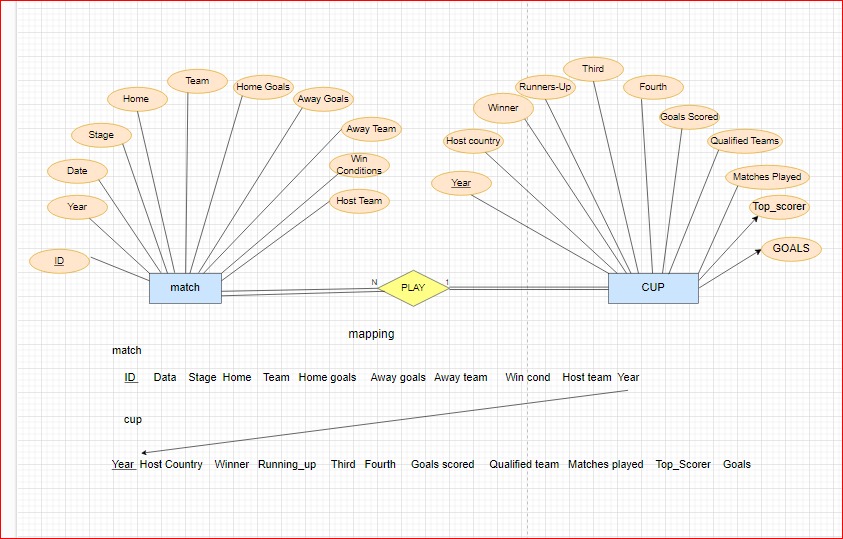 Third
Team
Runners-Up
Fourth
Home Goals
Home
Away Goals
Winner
Goals Scored
Stage
Away Team
Host country
Qualified Teams
Date
Win
Conditions
Matches Played
Year
Year
Host Team
Top_scorer
ID
GOALS
N
1
match
PLAY
CUP
mapping
match
ID Data Stage Home Team Home goals Away goals Away team Win cond Host team Year
cup
Year Host Country Winner Running_up Third Fourth Goals scored Qualified team Matches played Top_Scorer Goals